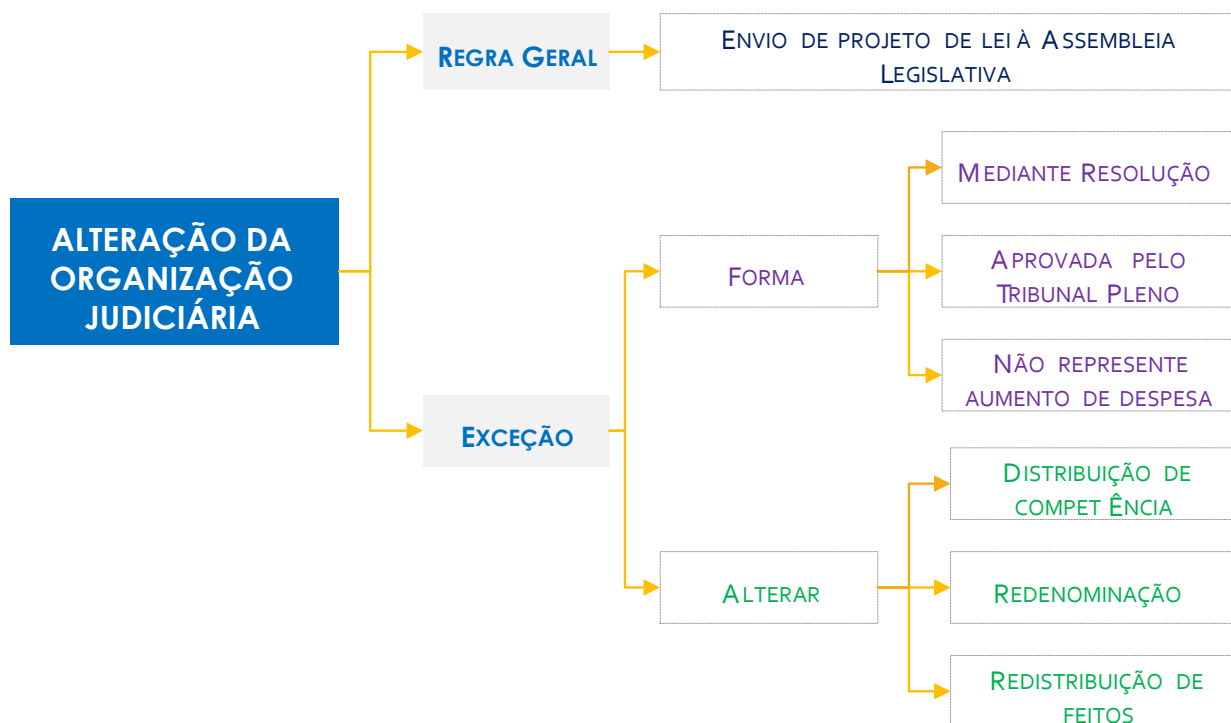 REGRA GERAL
ENVIO DE PROJETO DE LEI À ASSEMBLEIA
LEGISLATIVA
ALTERAÇÃO DA
ORGANIZAÇÃO
JUDICIÁRIA
EXCEÇÃO
FORMA
MEDIANTE RESOLUÇÃO
APROVADA PELO
TRIBUNAL PLENO
NÃO REPRESENTE
AUMENTO DE DESPESA
ALTERAR
DISTRIBUIÇÃO DE
COMPET ÊNCIA
REDENOMINAÇÃO
REDISTRIBUIÇÃO DE
FEITOS